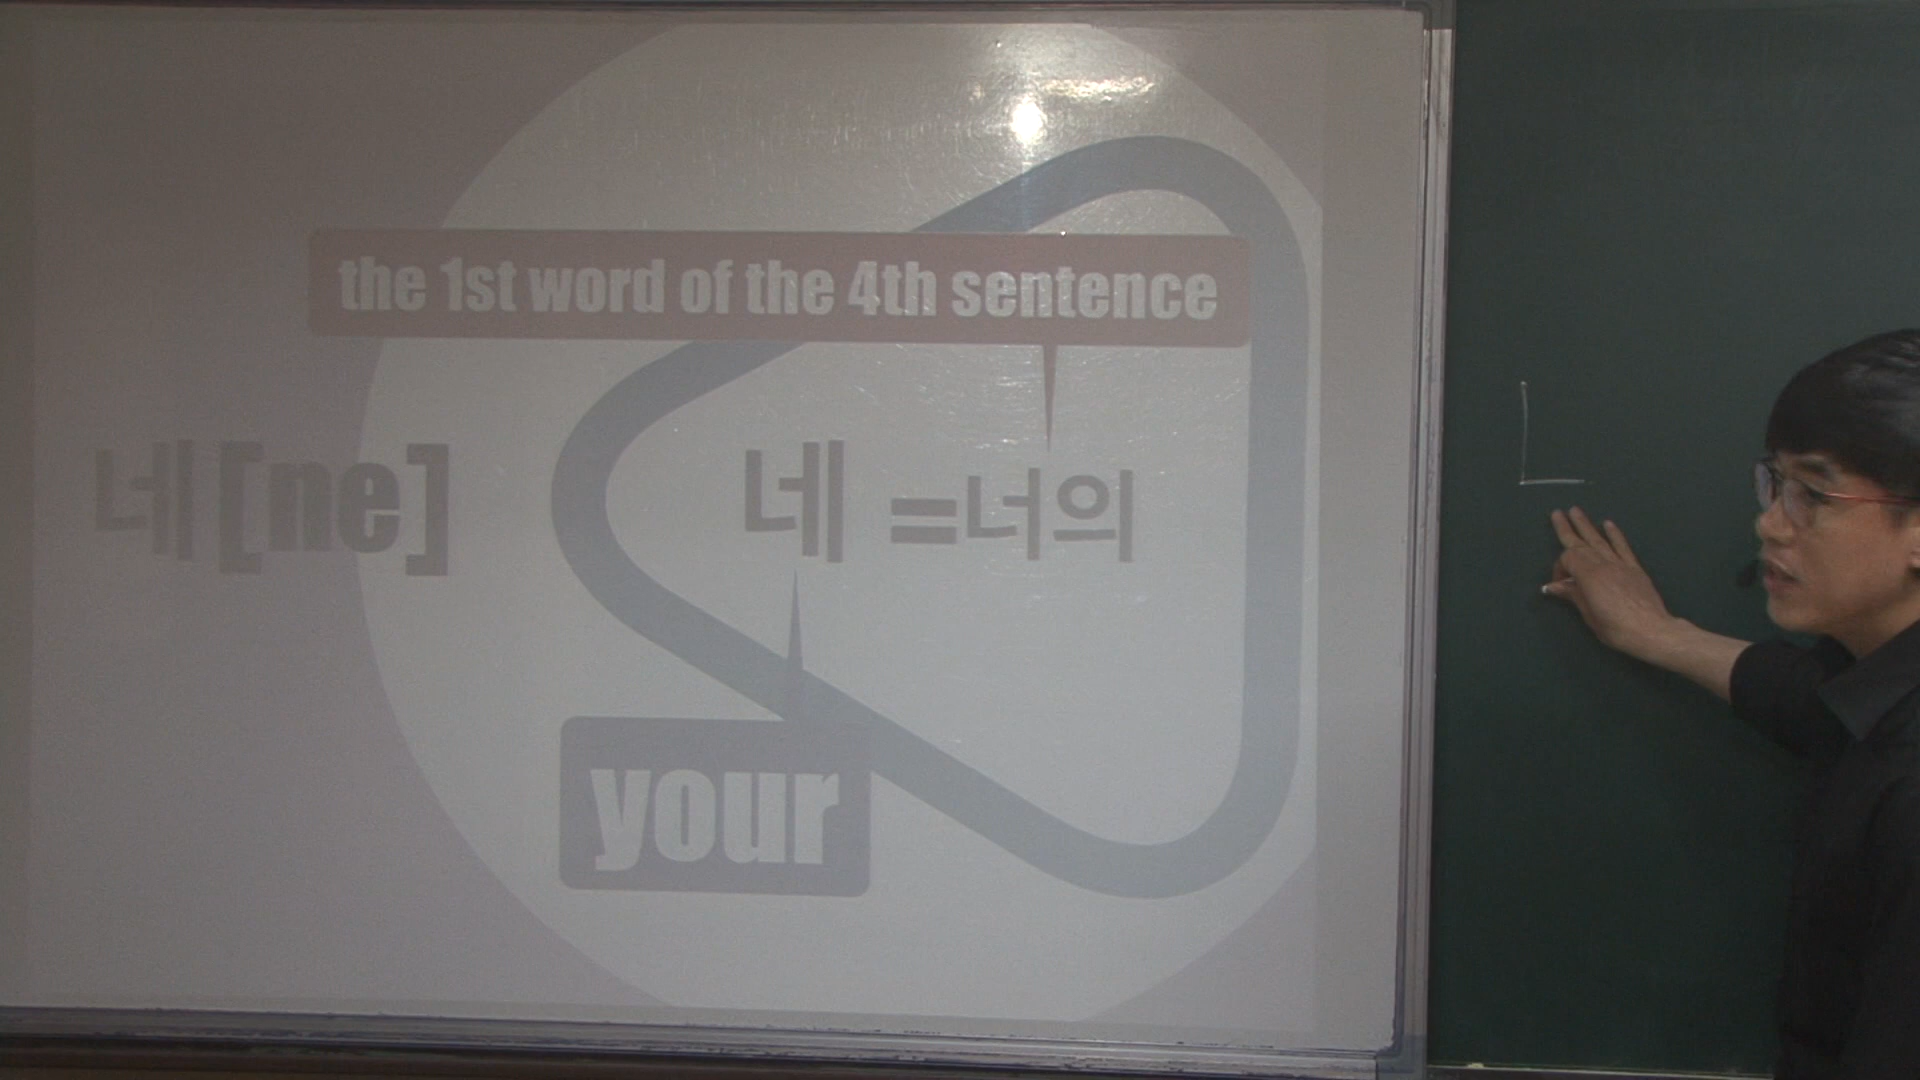 the 1st word of the 4th sentence
네 [ne]
네 =너의
your
ㄴ